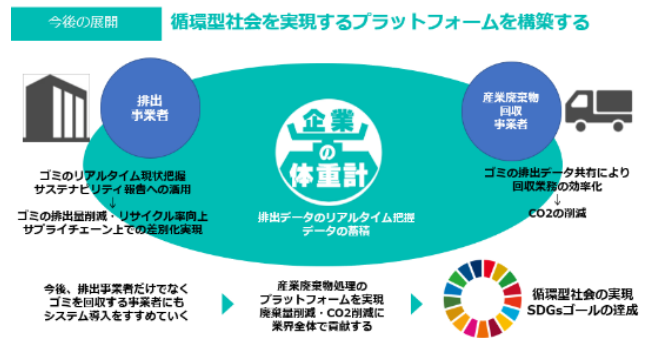 今後の展開
循環型社会を実現するプラットフォームを構築する
排出
事業者
ゴミのリアルタイム現状把握
サステナビリティ報告への活用
↓
ゴミの排出量削減・リサイクル率向上
サプライチェーン上での差別化実現
企業
の
体重計
排出データのリアルタイム把握
データの蓄積
産業廃棄物
回収
事業者
ゴミの排出データ共有により
回収業務の効率化
↓
CO2の削減
今後、排出事業者だけでなく
ゴミを回収する事業者にも
システム導入をすすめていく
産業廃棄物処理の
プラットフォームを実現
廃棄量削減・CO2削減に
業界全体で貢献する
循環型社会の実現
SDGsゴールの達成